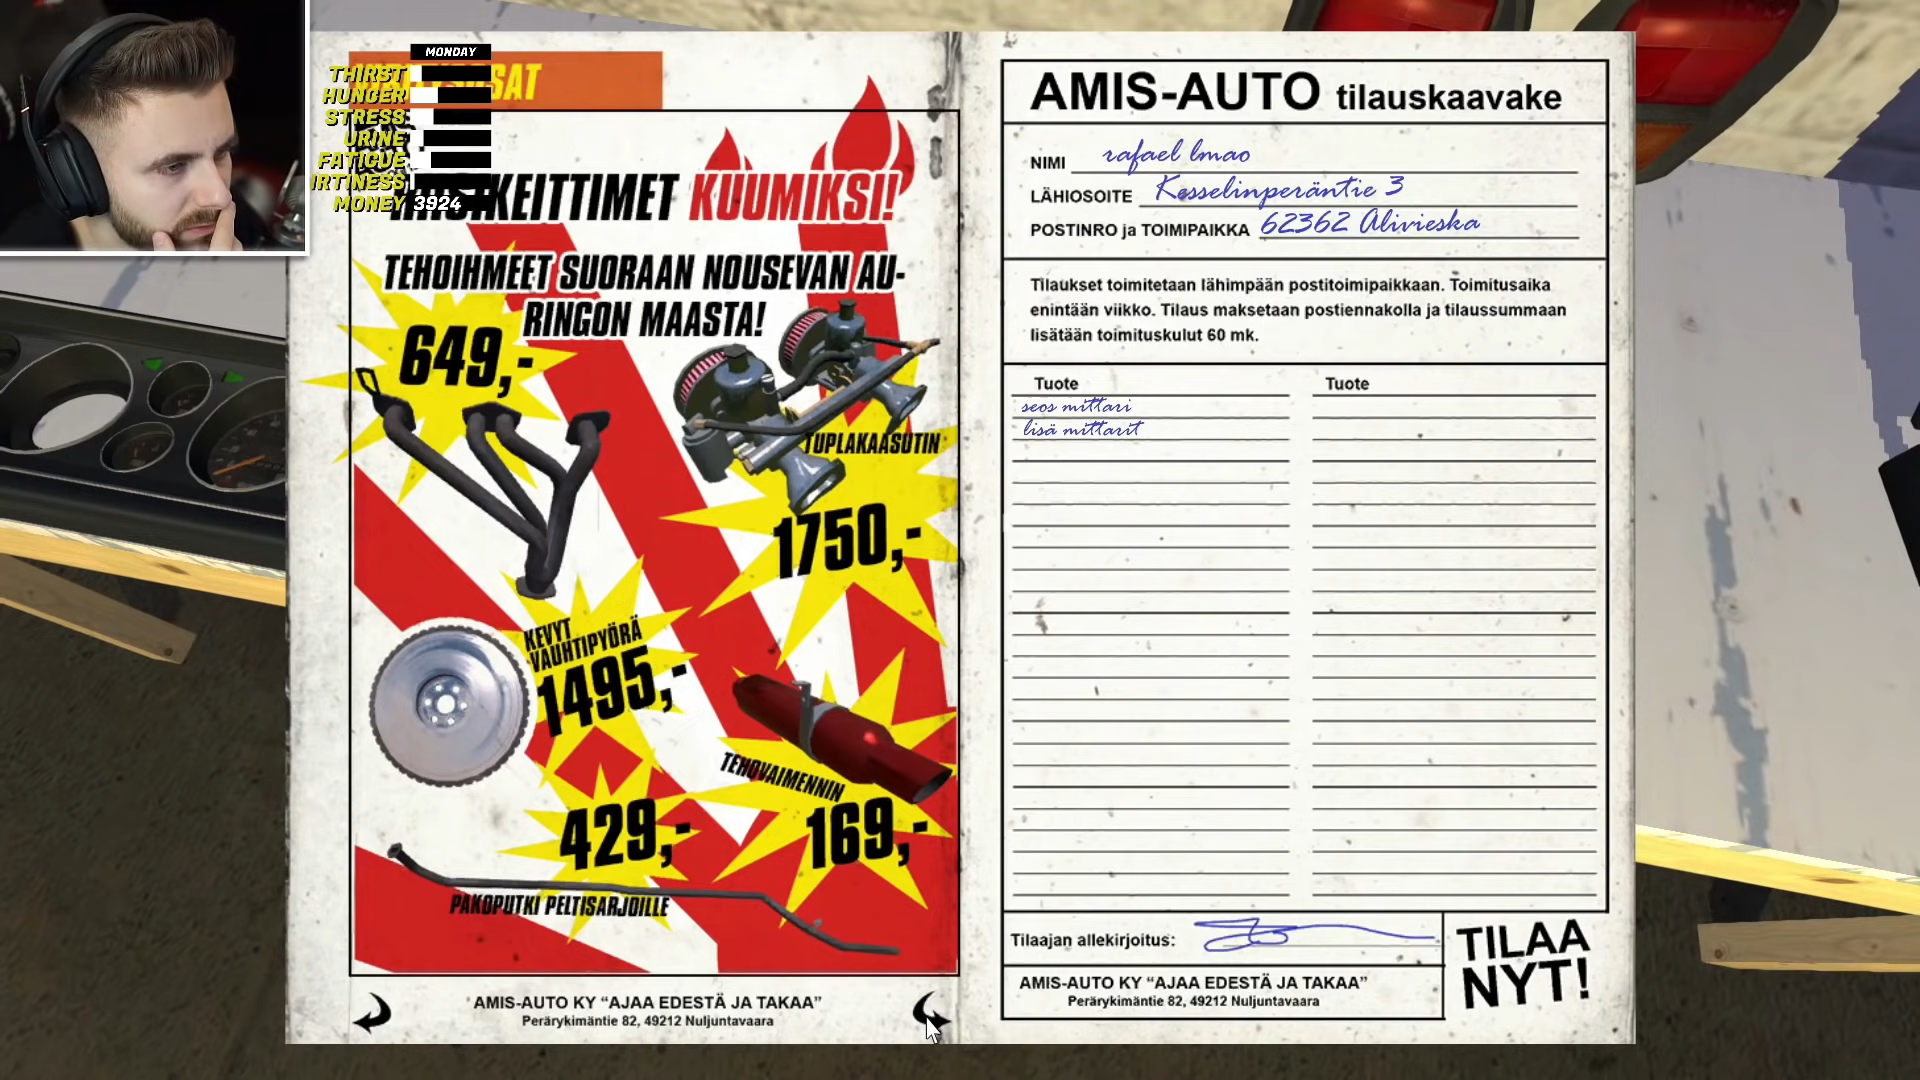 MONDAY
THIRST
HUNGER
STRESS
URINE
FATIGUE
IRTINESS
MONEY 3924
KEITTIMET KUUMIKSI!
TEHOIHMEET SUORAAN NOUSEVAN AU-
RINGON MAASTA!
649,-
TUPLAKAASUTIN
1750,-
KEVYT
VAUHTIPYÖRÄ
1495,-
TEHOVAIMENNIN
169,-
429,-
PAKOPUTKI PELTISARJOILLE
AMIS-AUTO KY “AJAA EDESTÄ JA TAKAA”
Perärykimäntie 82, 49212 Nuljuntavaara
AMIS-AUTO tilauskaavake
NIMI rafael lmao
LÄHIOSOITE Kesselinperäntie 3
POSTINRO ja TOIMIPAIKKA 62362 Alivieska
Tilaukset toimitetaan lähimpään postitoimipaikkaan. Toimitusaika
enintään viikko. Tilaus maksetaan postiennakolla ja tilaussummaan
lisätään toimituskulut 60 mk.
Tuote Tuote
seos mittari
lisä mittarit
Tilaajan allekirjoitus:
AMIS-AUTO KY “AJAA EDESTÄ JA TAKAA”
Perärykimäntie 82, 49212 Nuljuntavaara
TILAA
NYT!